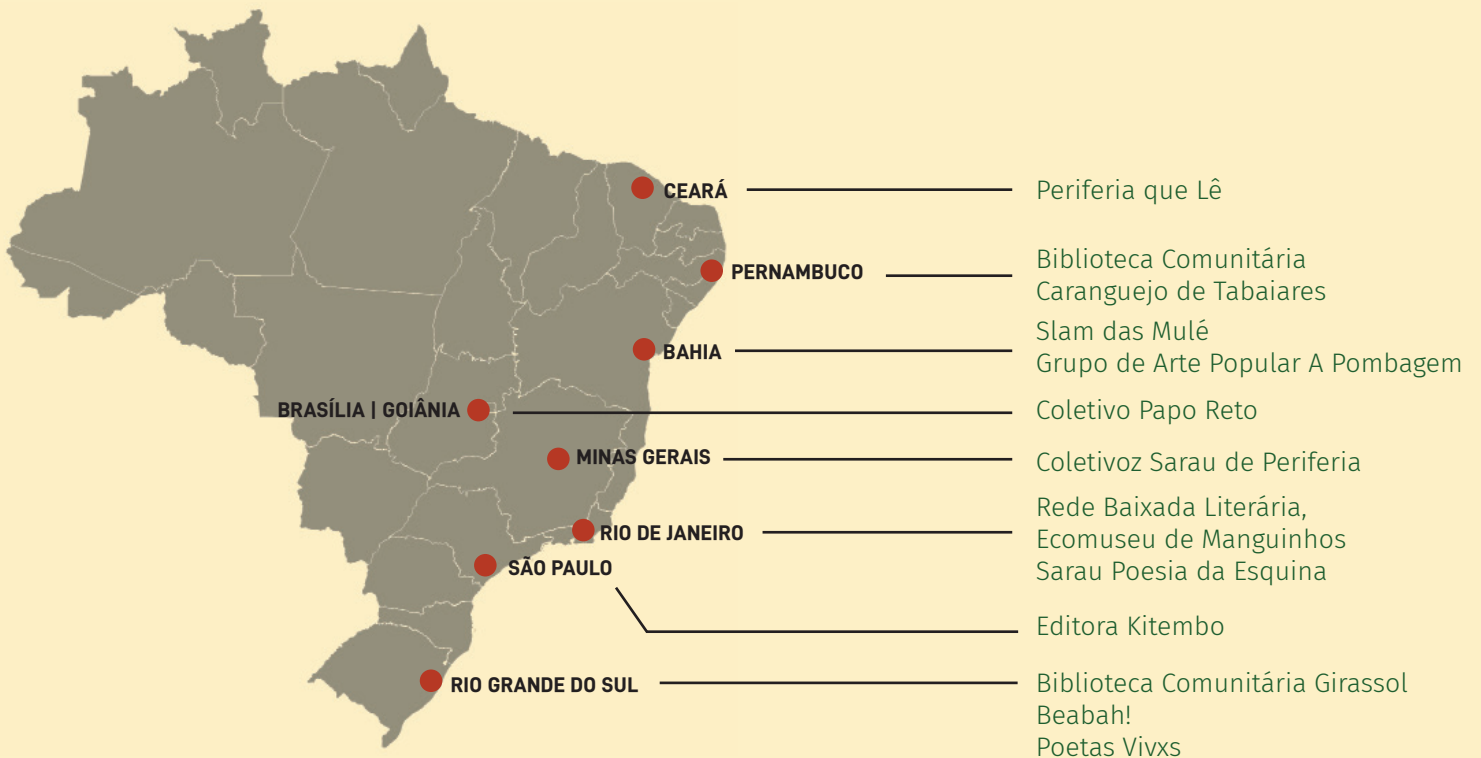 CEARÁ
Periferia que Lê
PERNAMBUCO
Biblioteca Comunitária
Caranguejo de Tabaiares
BAHIA
Slam das Mulé
Grupo de Arte Popular A Pombagem
BRASÍLIA | GOIÂNIA
Coletivo Papo Reto
MINAS GERAIS
Coletivoz Sarau de Periferia
RIO DE JANEIRO
Rede Baixada Literária,
Ecomuseu de Manguinhos
Sarau Poesia da Esquina
SÃO PAULO
Editora Kitembo
RIO GRANDE DO SUL
Biblioteca Comunitária Girassol
Beabah!
Poetas Vivxs